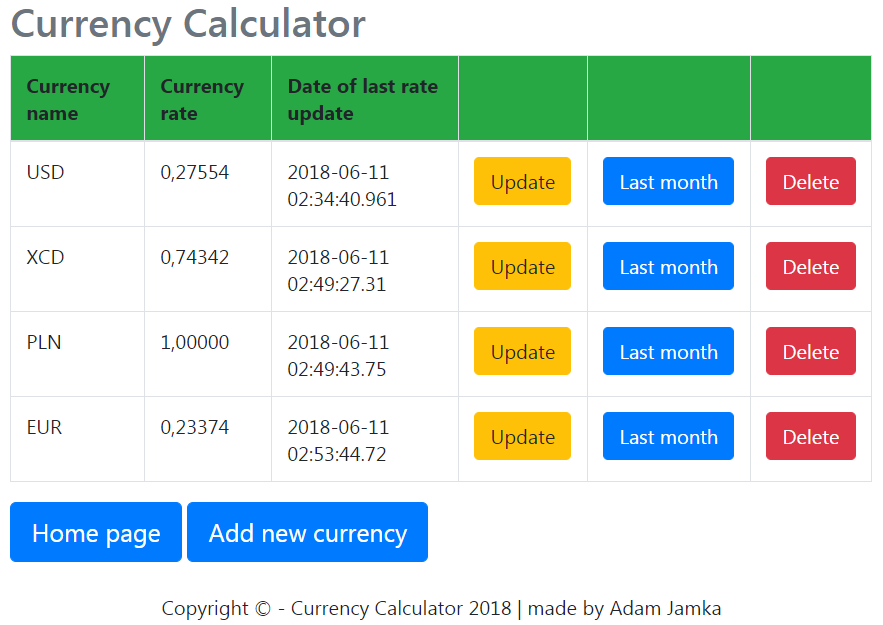 Currency Calculator
Currency name Currency rate Date of last rate update
USD 0,27554 2018-06-11 02:34:40.961 Update Last month Delete
XCD 0,74342 2018-06-11 02:49:27.31 Update Last month Delete
PLN 1,00000 2018-06-11 02:49:43.75 Update Last month Delete
EUR 0,23374 2018-06-11 02:53:44.72 Update Last month Delete
Home page Add new currency
Copyright © - Currency Calculator 2018 | made by Adam Jamka